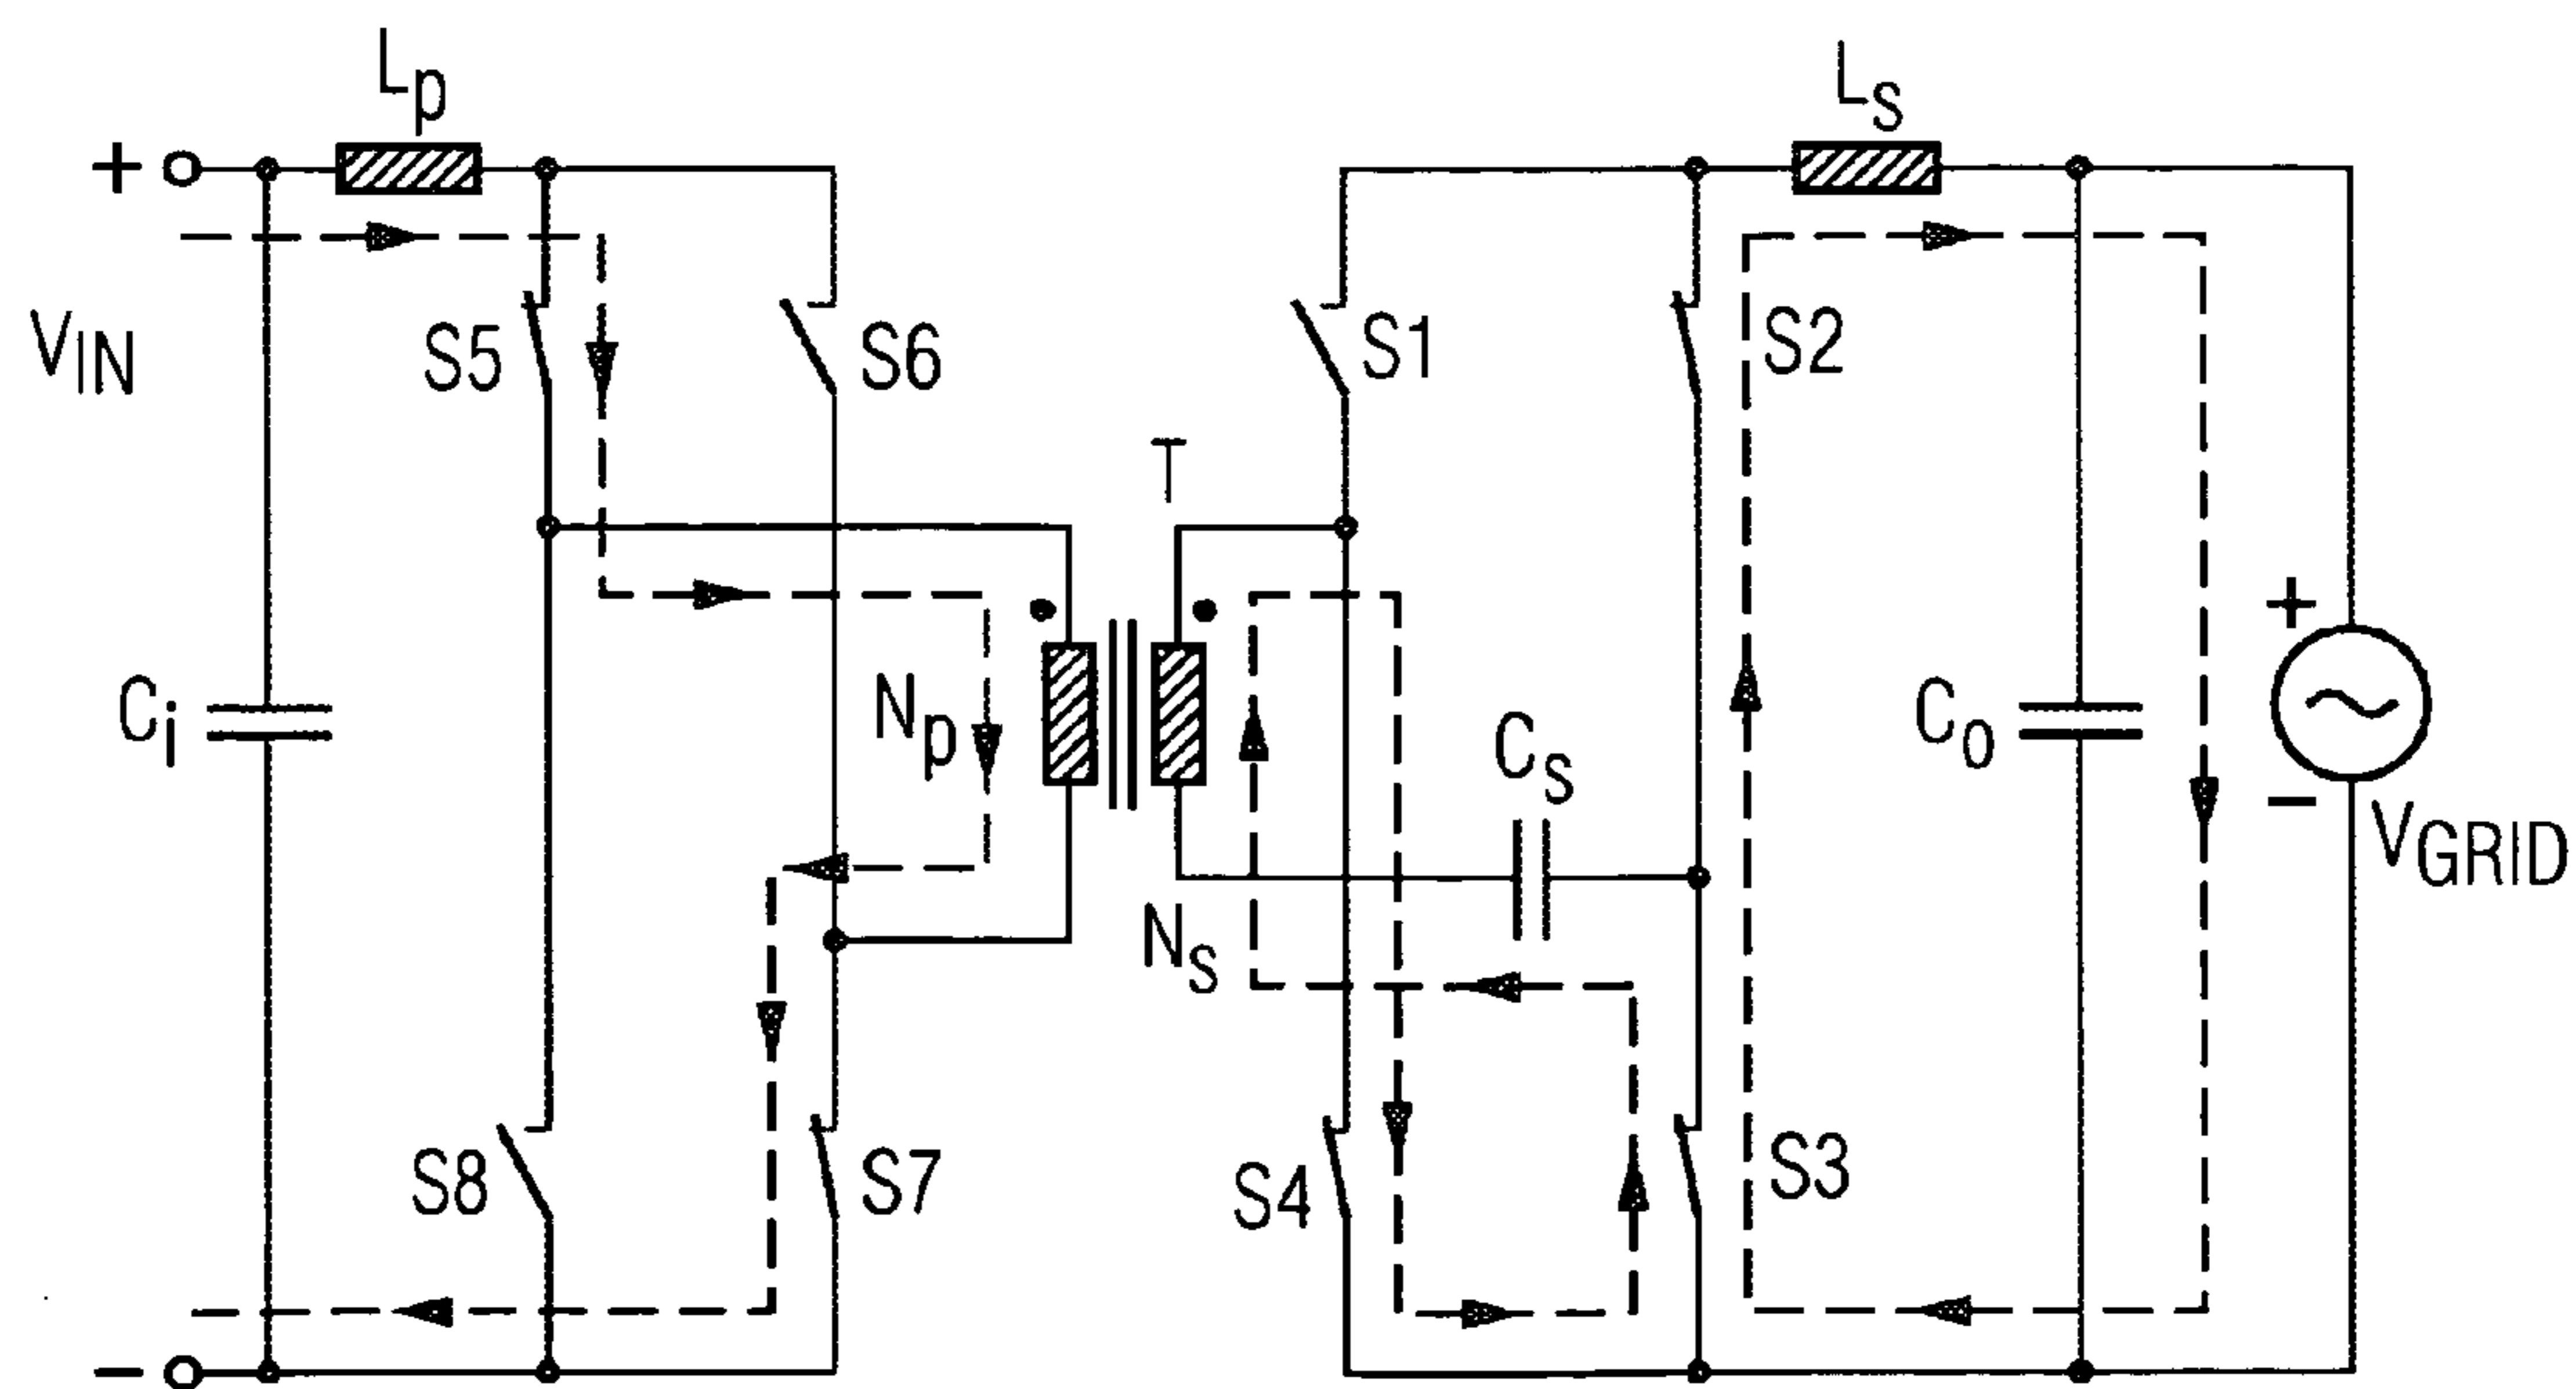 Lp
Ls
+
VIN
S5
S6
S1
S2
T
+
Ci
Np
Cs
Co
−
VGRID
Ns
S8
S7
S4
S3
−